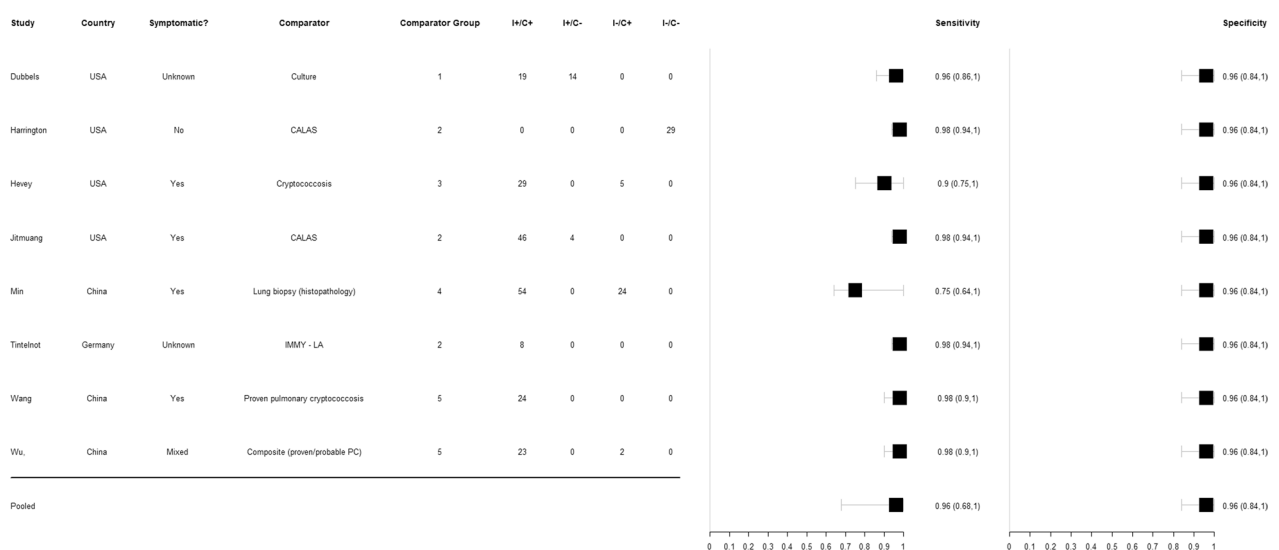 Study Country Symptomatic? Comparator Comparator Group I+/C+ I+/C- I-/C+ I-/C- Sensitivity Specificity
Dubbels USA Unknown Culture 1 19 14 0 0 0.96 (0.86,1) 0.96 (0.84,1)
Harrington USA No CALAS 2 0 0 0 29 0.98 (0.94,1) 0.96 (0.84,1)
Hevey USA Yes Cryptococcosis 3 29 0 5 0 0.9 (0.75,1) 0.96 (0.84,1)
Jitmuang USA Yes CALAS 2 46 4 0 0 0.98 (0.94,1) 0.96 (0.84,1)
Min China Yes Lung biopsy (histopathology) 4 54 0 24 0 0.75 (0.64,1) 0.96 (0.84,1)
Tintelnot Germany Unknown IMMY - LA 2 8 0 0 0 0.98 (0.94,1) 0.96 (0.84,1)
Wang China Yes Proven pulmonary cryptococcosis 5 24 0 0 0 0.98 (0.9,1) 0.96 (0.84,1)
Wu, China Mixed Composite (proven/probable PC) 5 23 0 2 0 0.98 (0.9,1) 0.96 (0.84,1)
Pooled 0.96 (0.68,1) 0.96 (0.84,1)
0 0.1 0.2 0.3 0.4 0.5 0.6 0.7 0.8 0.9 1 0 0.1 0.2 0.3 0.4 0.5 0.6 0.7 0.8 0.9 1